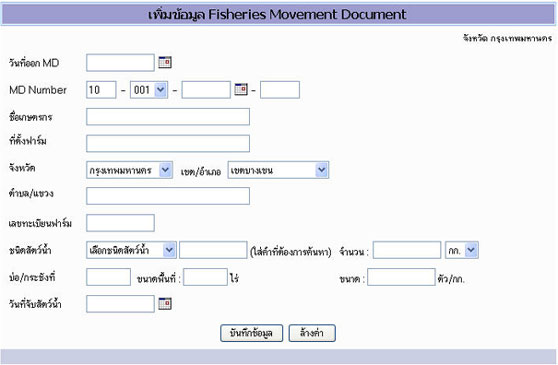 เพิ่มข้อมูล Fisheries Movement Document
จังหวัด กรุงเทพมหานคร
วันที่ออก MD
MD Number 10 - 001 - -
ชื่อเกษตรกร
ที่ตั้งฟาร์ม
จังหวัด กรุงเทพมหานคร เขต/อำเภอ เขตบางเขน
ตำบล/แขวง
เลขทะเบียนฟาร์ม
ชนิดสัตว์น้ำ เลือกชนิดสัตว์น้ำ (ใส่คำที่ต้องการค้นหา) จำนวน : กก.
บ่อ/กระชังที่ ขนาดพื้นที่ : ไร่ ขนาด : ตัว/กก.
วันที่จับสัตว์น้ำ
บันทึกข้อมูล ล้างค่า